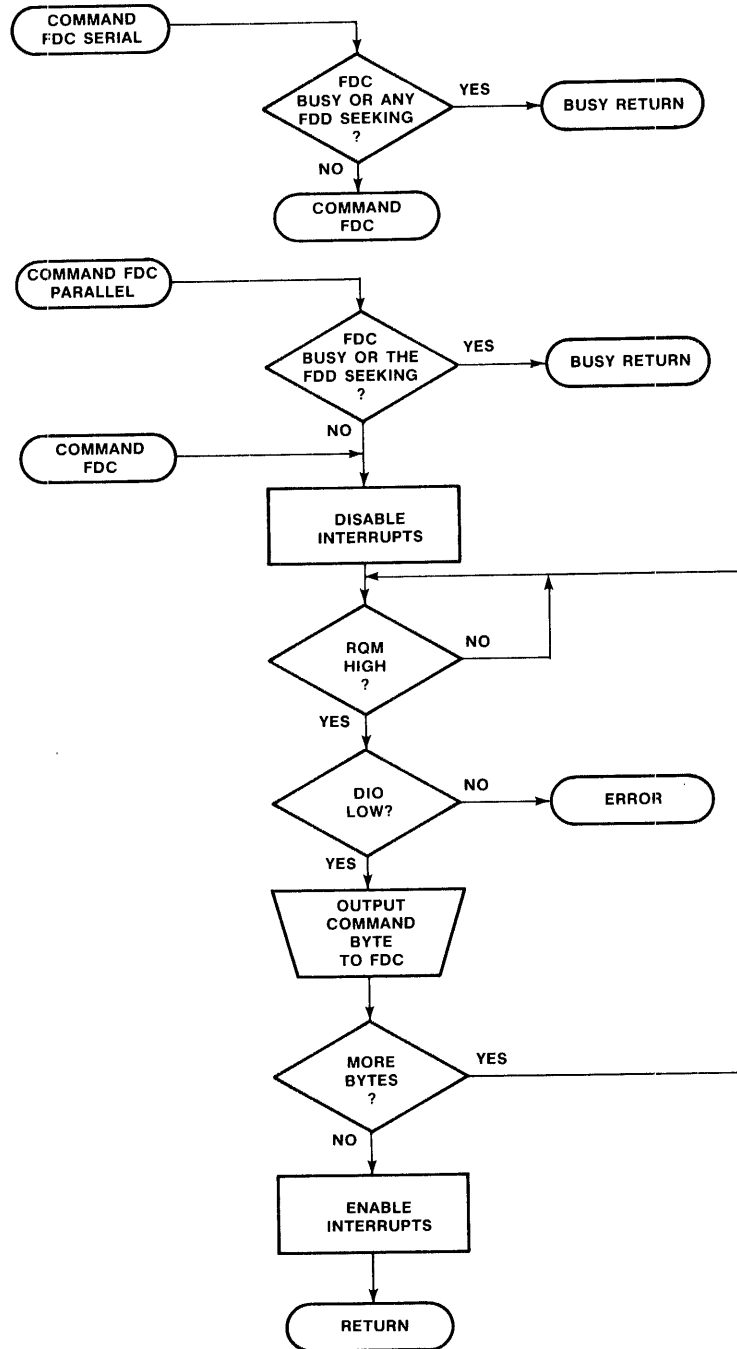 COMMAND
FDC SERIAL
FDC
BUSY OR ANY
FDD SEEKING
?
YES
BUSY RETURN
NO
COMMAND
FDC
COMMAND FDC
PARALLEL
FDC
BUSY OR THE
FDD SEEKING
?
YES
BUSY RETURN
NO
COMMAND
FDC
DISABLE
INTERRUPTS
RQM
HIGH
?
NO
YES
DIO
LOW?
NO
ERROR
YES
OUTPUT
COMMAND
BYTE
TO FDC
MORE
BYTES
?
YES
NO
ENABLE
INTERRUPTS
RETURN